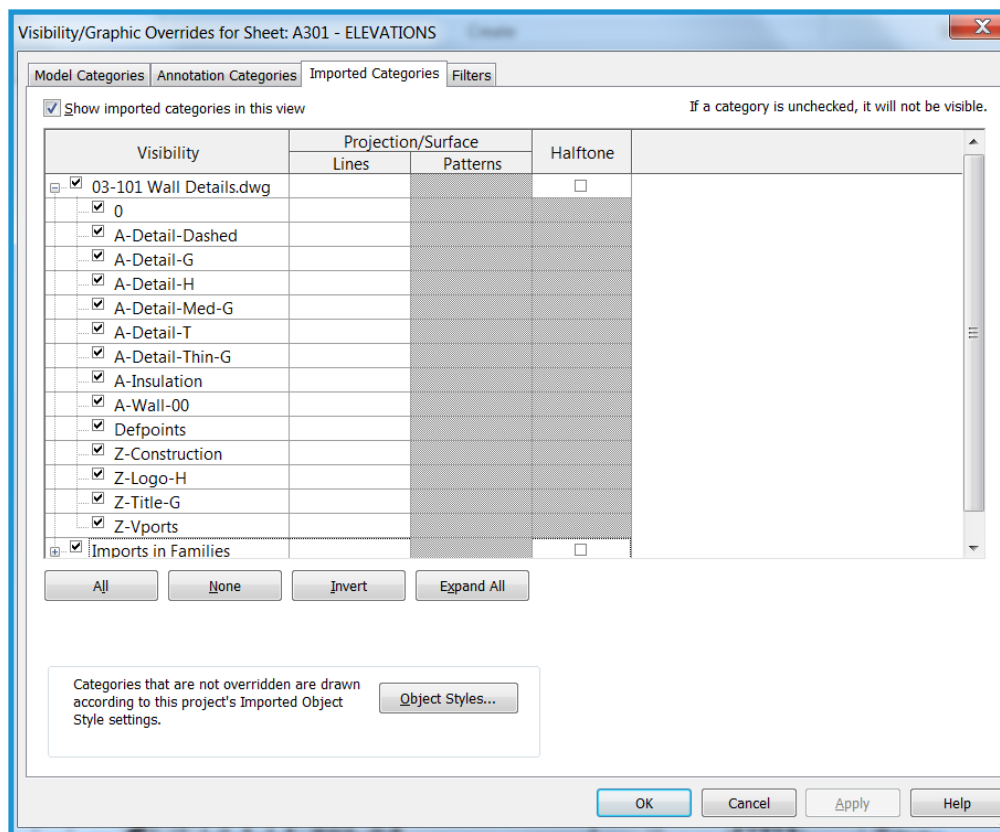 Visibility/Graphic Overrides for Sheet: A301 - ELEVATIONS
Model Categories Annotation Categories Imported Categories Filters
Show imported categories in this view If a category is unchecked, it will not be visible.
Visibility Projection/Surface Halftone
Lines Patterns
03-101 Wall Details.dwg
0
A-Detail-Dashed
A-Detail-G
A-Detail-H
A-Detail-Med-G
A-Detail-T
A-Detail-Thin-G
A-Insulation
A-Wall-00
Defpoints
Z-Construction
Z-Logo-H
Z-Title-G
Z-Vports
Imports in Families
All None Invert Expand All
Categories that are not overridden are drawn
according to this project's Imported Object
Style settings.
Object Styles...
OK Cancel Apply Help